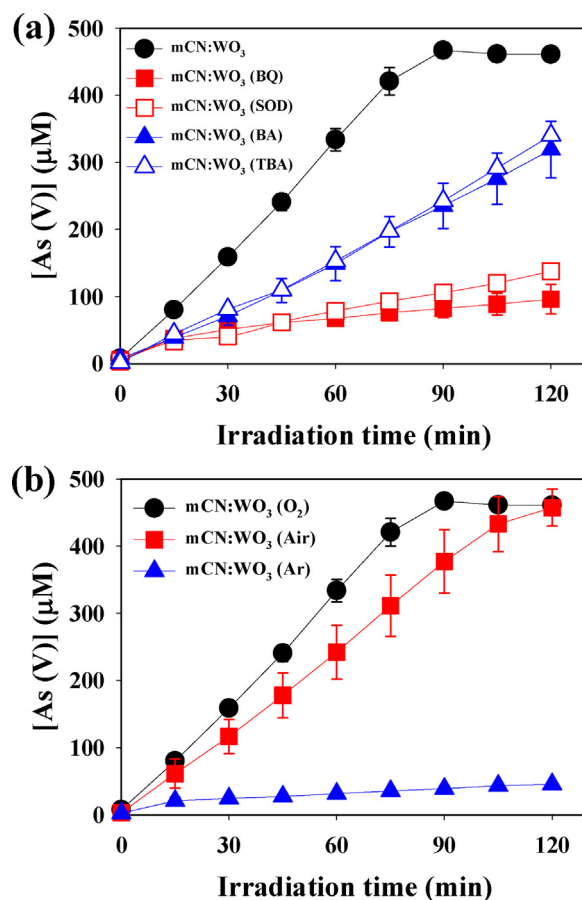 (a)
500
400
300
200
100
0
mCN:WO₃
mCN:WO₃ (BQ)
mCN:WO₃ (SOD)
mCN:WO₃ (BA)
mCN:WO₃ (TBA)
[As (V)] (μM)
0 30 60 90 120
Irradiation time (min)
(b)
500
400
300
200
100
0
mCN:WO₃ (O₂)
mCN:WO₃ (Air)
mCN:WO₃ (Ar)
[As (V)] (μM)
0 30 60 90 120
Irradiation time (min)